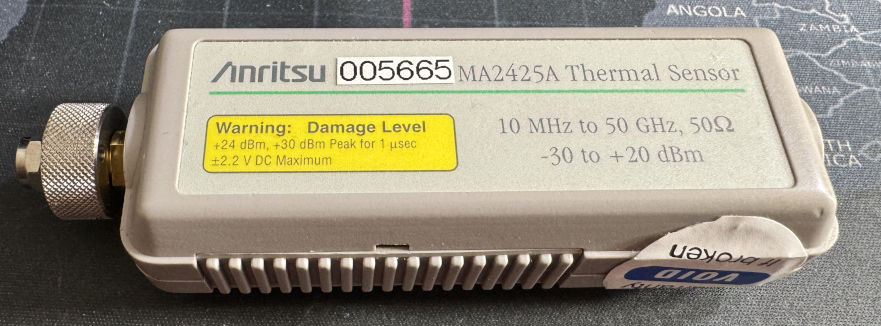 ANGOLA
ZAMBIA
Anritsu 005665 MA2425A Thermal Sensor
Warning: Damage Level
+24 dBm, +30 dBm Peak for 1 µsec
±2.2 V DC Maximum
10 MHz to 50 GHz, 50Ω
-30 to +20 dBm
VOID
if broken